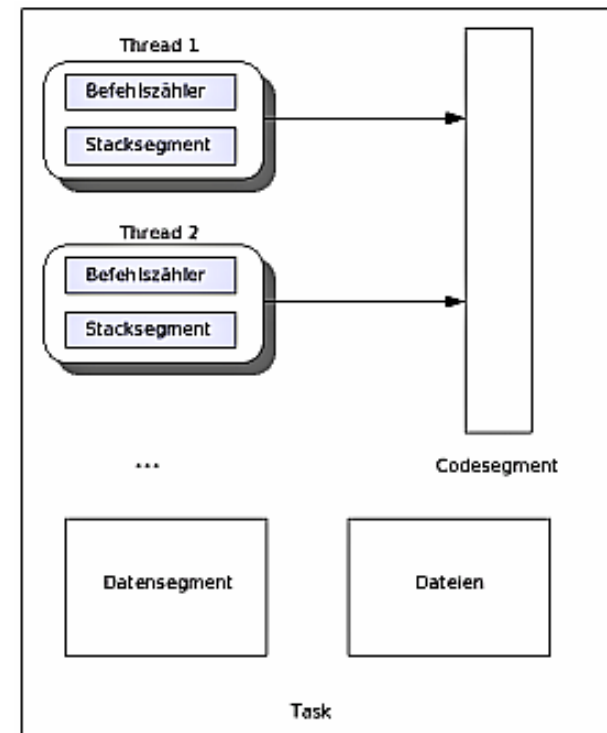 Thread 1
Befehlszähler
Stacksegment
Thread 2
Befehlszähler
Stacksegment
...
Codesegment
Datensegment
Dateien
Task